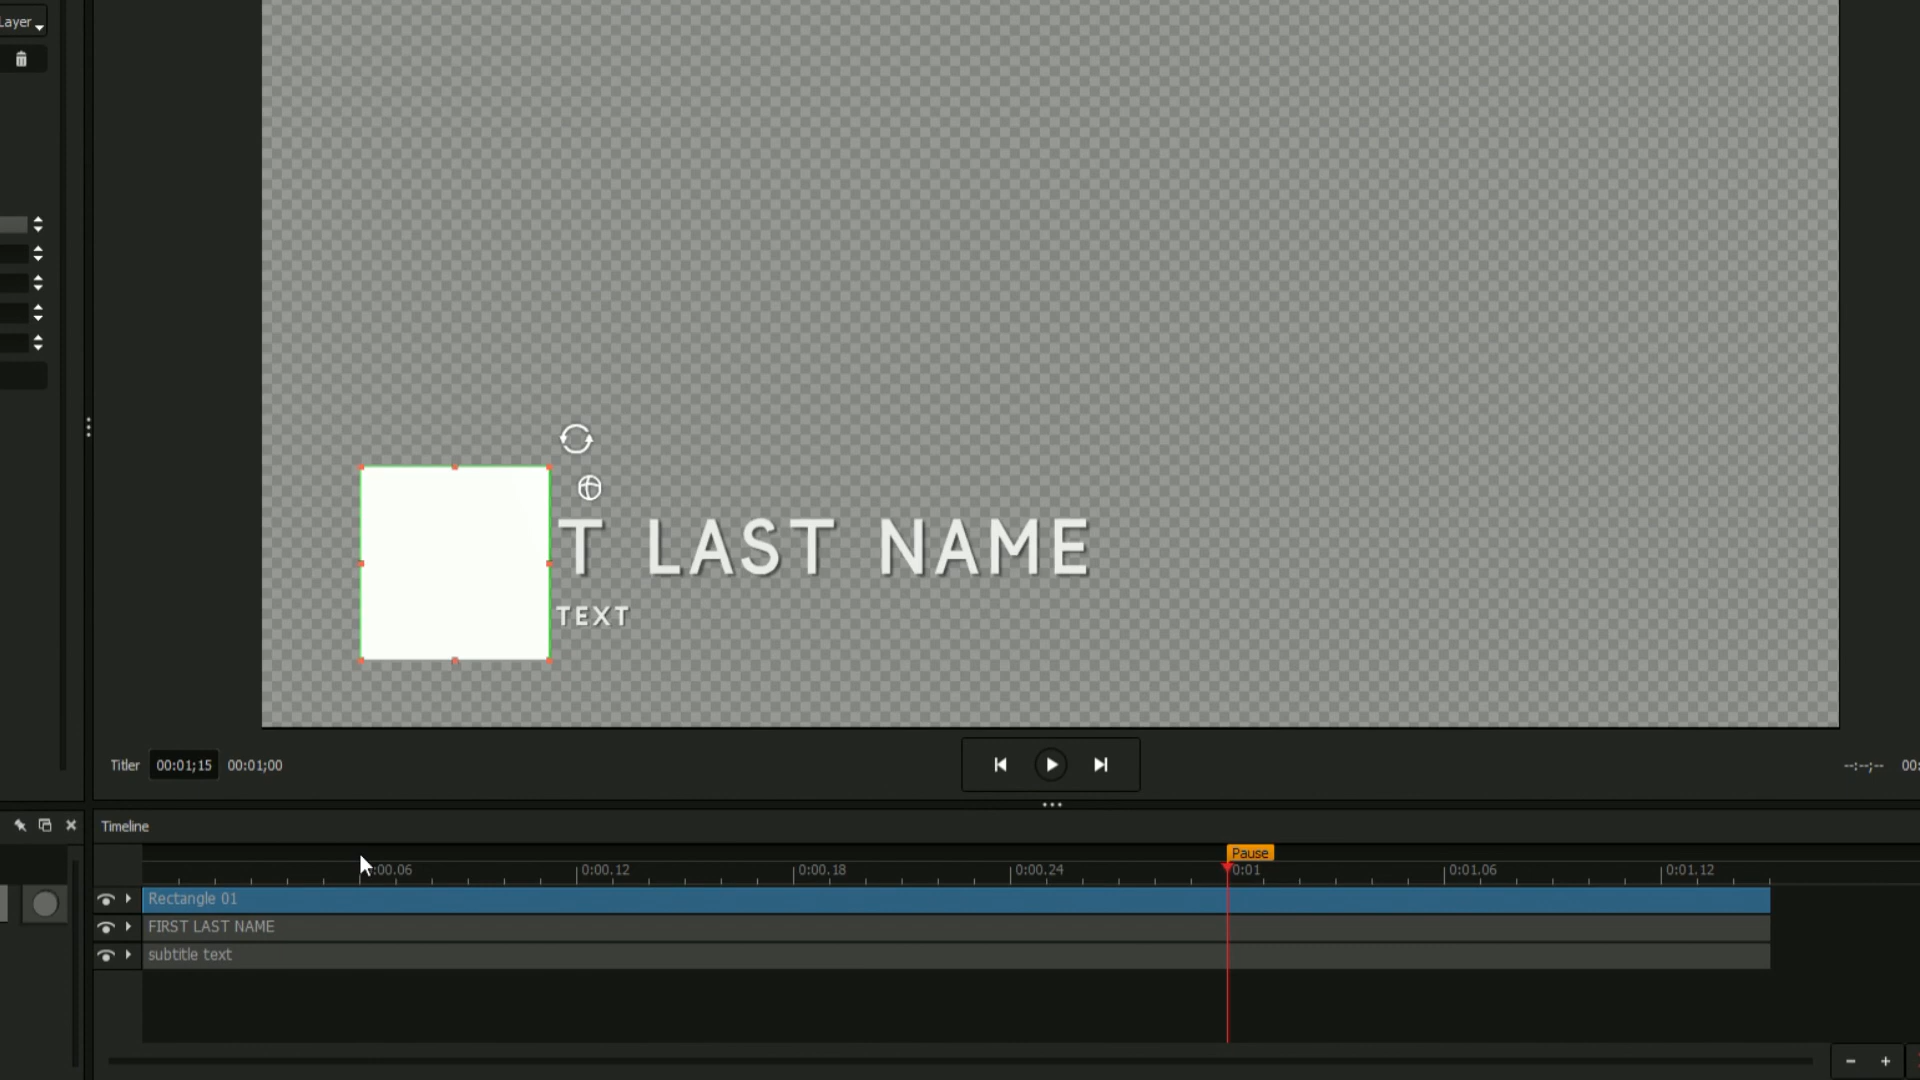 Layer
T LAST NAME
TEXT
Titler 00:01;15 00:01;00
--:--;-- 00:
Timeline
Pause
:00.06 0:00.12 0:00.18 0:00.24 0:01 0:01.06 0:01.12
Rectangle 01
FIRST LAST NAME
subtitle text